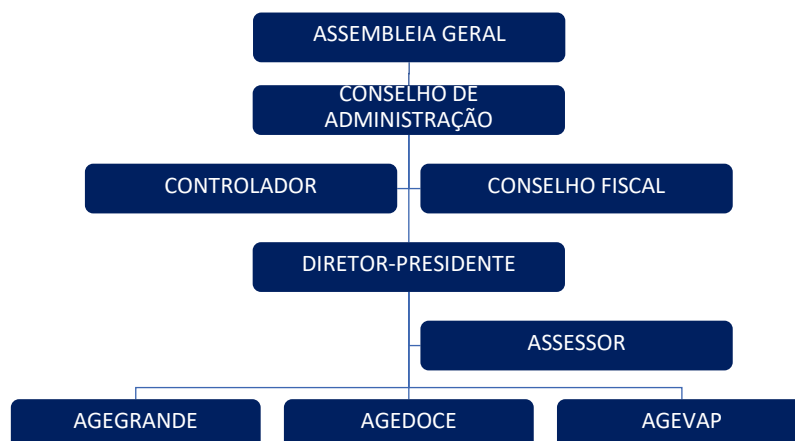 ASSEMBLEIA GERAL
CONSELHO DE
ADMINISTRAÇÃO
CONTROLADOR
CONSELHO FISCAL
DIRETOR-PRESIDENTE
ASSESSOR
AGEGRANDE
AGEDOCE
AGEVAP